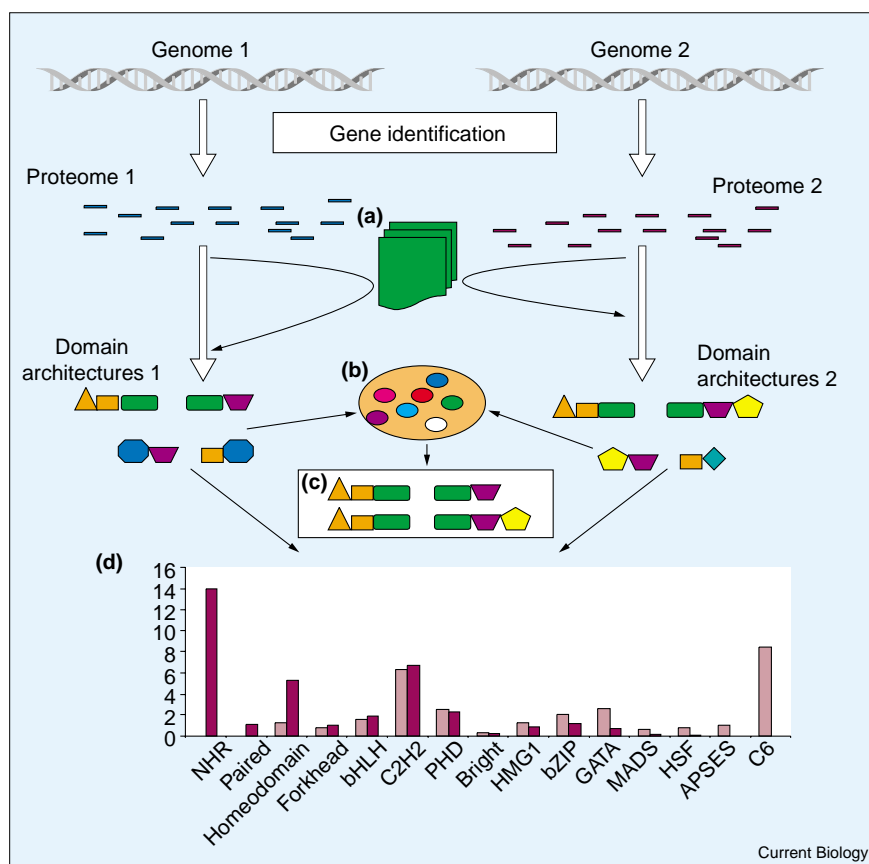 Genome 1
Genome 2
Gene identification
Proteome 1
Proteome 2
(a)
Domain
architectures 1
(b)
Domain
architectures 2
(c)
(d)
16
14
12
10
8
6
4
2
0
NHR
Paired
Homeodomain
Forkhead
bHLH
C2H2
PHD
Bright
HMG1
bZIP
GATA
MADS
HSF
APSES
C6
Current Biology